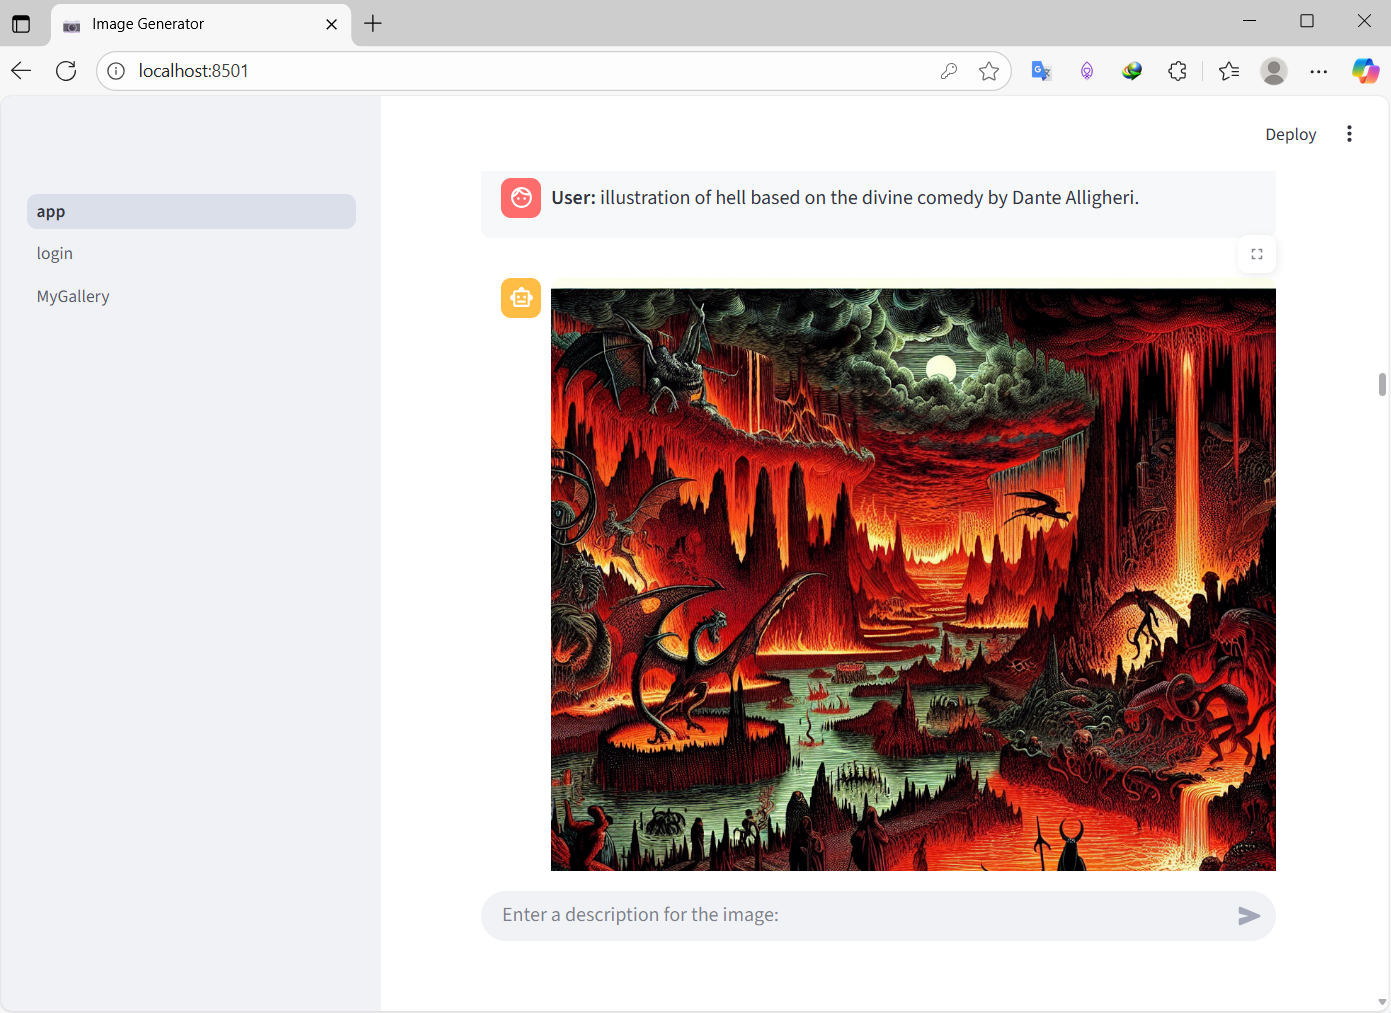 Image Generator
localhost:8501
Deploy
app
login
MyGallery
User: illustration of hell based on the divine comedy by Dante Alligheri.
Enter a description for the image: